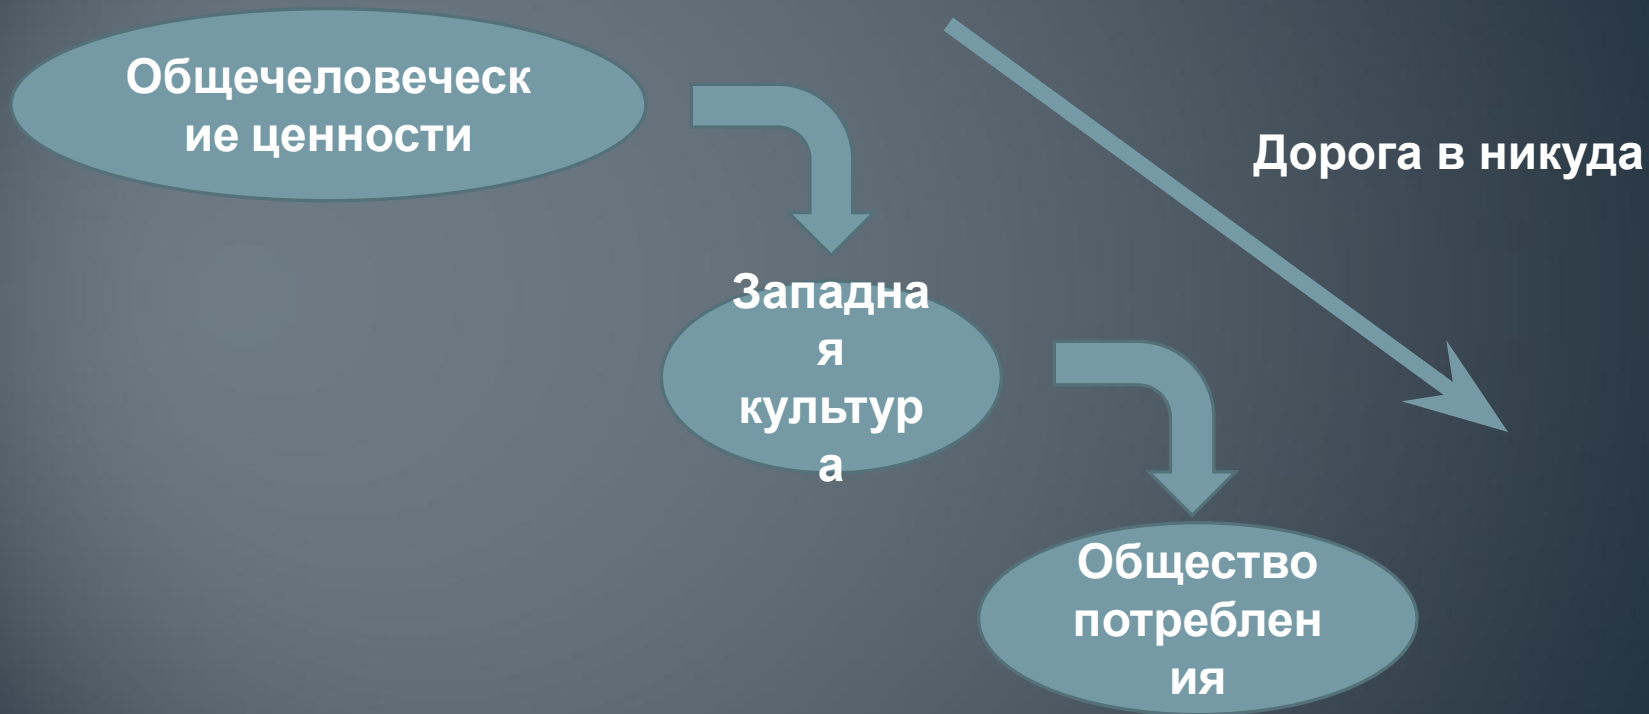 Общечеловеческ
ие ценности
Дорога в никуда
Западна
я
культур
а
Общество
потреблен
ия